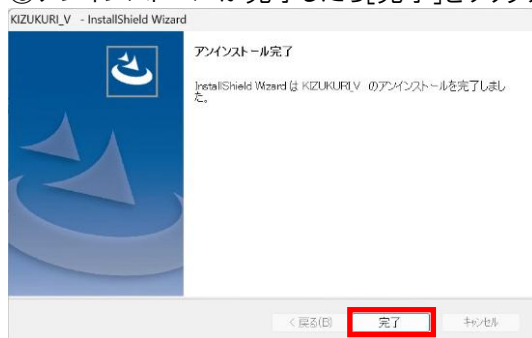 アンインストールが完了したら[完了]をクリック
KIZUKURI_V - InstallShield Wizard
アンインストール完了
InstallShield Wizard は KIZUKURI_V のアンインストールを完了しまし
た。
< 戻る(B)
完了
キャンセル